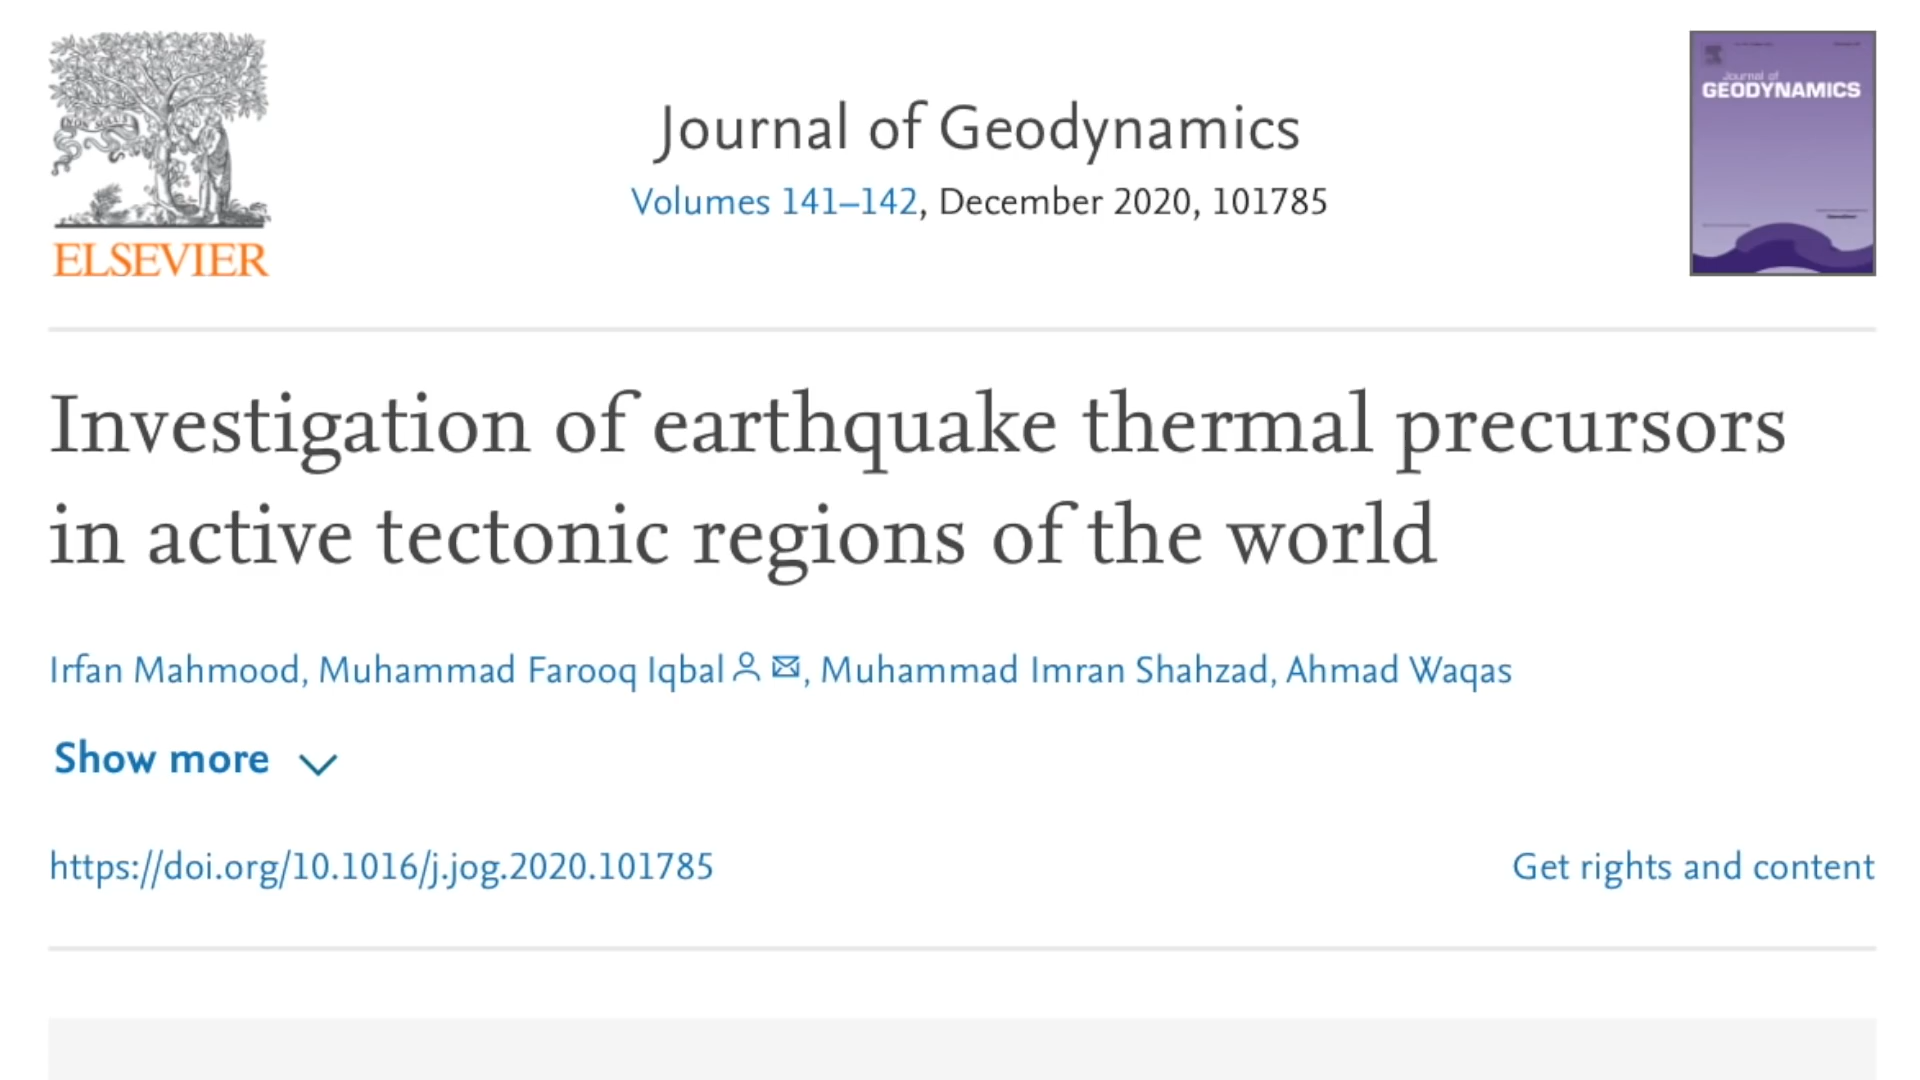 ELSEVIER
Journal of Geodynamics
Volumes 141–142, December 2020, 101785
Journal of
GEODYNAMICS
Investigation of earthquake thermal precursors
in active tectonic regions of the world
Irfan Mahmood, Muhammad Farooq Iqbal, Muhammad Imran Shahzad, Ahmad Waqas
Show more
https://doi.org/10.1016/j.jog.2020.101785
Get rights and content